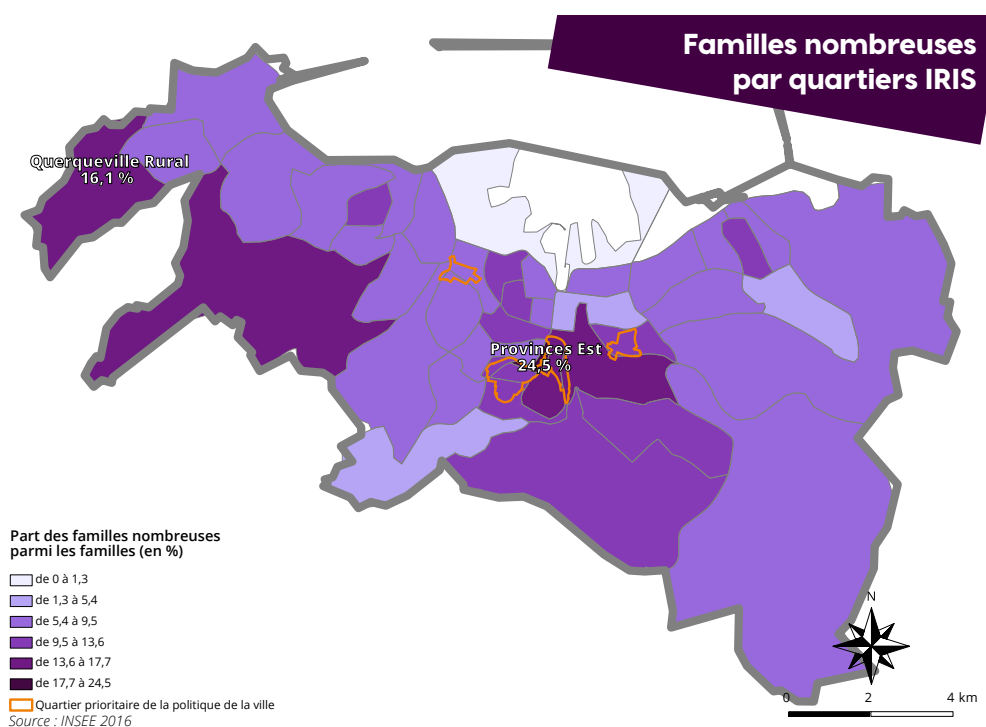 Familles nombreuses
par quartiers IRIS
Querqueville Rural
16,1 %
Provinces Est
24,5 %
Part des familles nombreuses
parmi les familles (en %)
de 0 à 1,3
de 1,3 à 5,4
de 5,4 à 9,5
de 9,5 à 13,6
de 13,6 à 17,7
de 17,7 à 24,5
Quartier prioritaire de la politique de la ville
Source : INSEE 2016
N
0 2 4 km